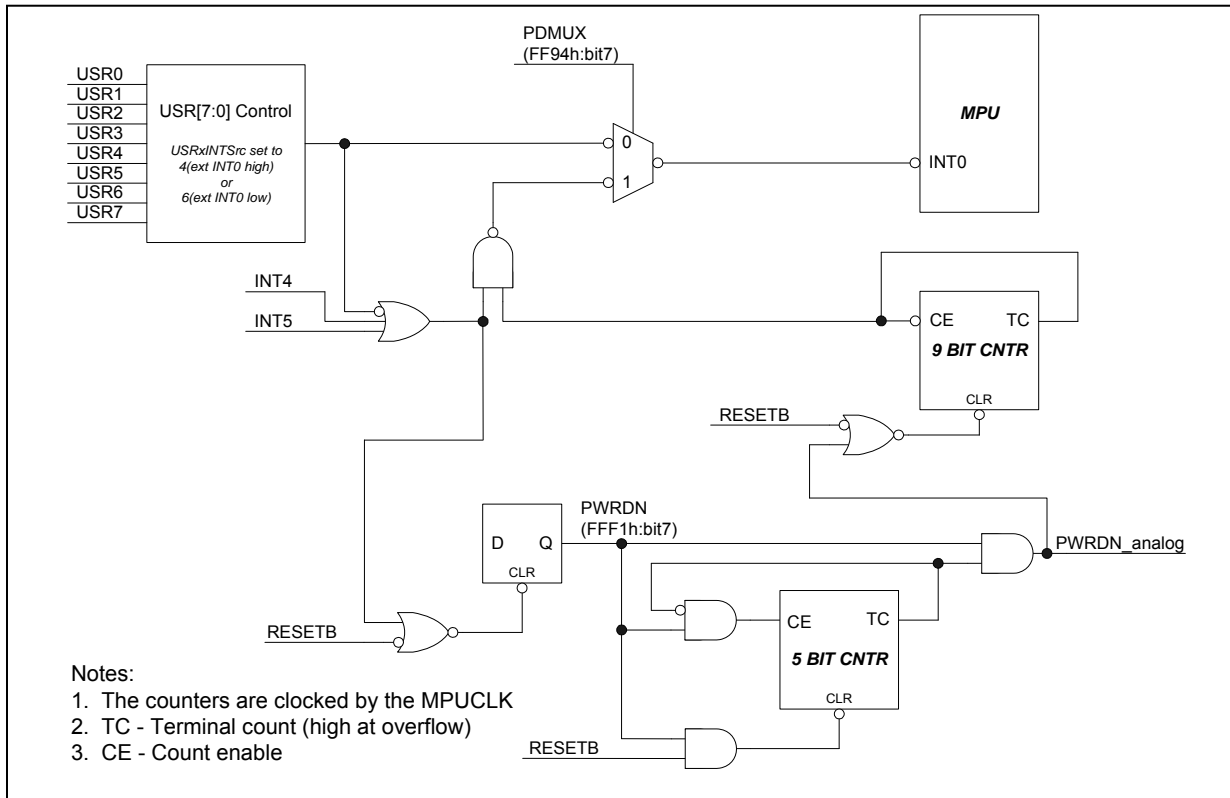 PDMUX
(FF94h:bit7)
USR0
USR1
USR2
USR3
USR4
USR5
USR6
USR7
USR[7:0] Control
USRxINTSrc set to
4(ext INT0 high)
or
6(ext INT0 low)
0
1
MPU
INT0
INT4
INT5
CE
TC
9 BIT CNTR
CLR
RESETB
D
Q
CLR
PWRDN
(FFF1h:bit7)
PWRDN_analog
RESETB
CE
TC
5 BIT CNTR
CLR
RESETB
Notes:
1. The counters are clocked by the MPUCLK
2. TC - Terminal count (high at overflow)
3. CE - Count enable